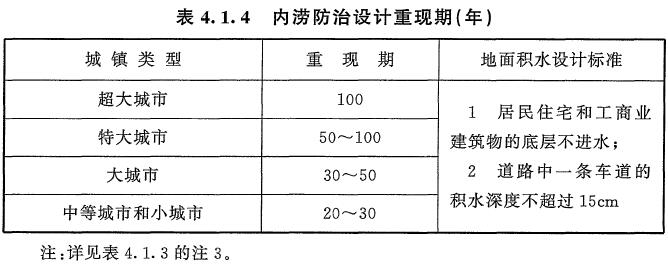 表 4.1.4 内涝防治设计重现期(年)
城镇类型 重现期 地面积水设计标准
超大城市 100
特大城市 50～100
大城市 30～50
中等城市和小城市 20～30
1 居民住宅和工商业
建筑物的底层不进水;
2 道路中一条车道的
积水深度不超过 15cm
注:详见表 4.1.3 的注 3。